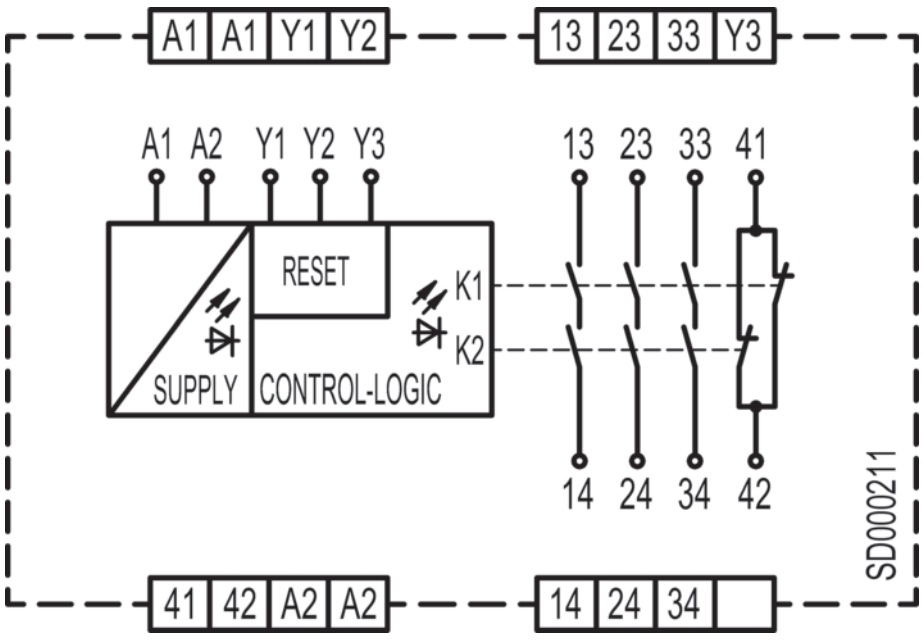 A1 A1 Y1 Y2 13 23 33 Y3
A1 A2 Y1 Y2 Y3 13 23 33 41
RESET
K1
K2
SUPPLY CONTROL-LOGIC
14 24 34 42
SD000211
41 42 A2 A2 14 24 34